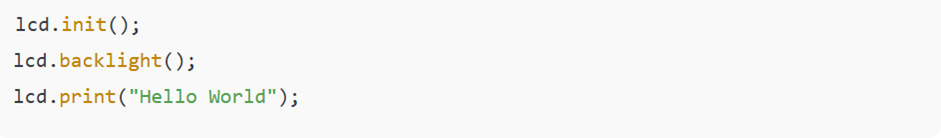 lcd.init();
lcd.backlight();
lcd.print("Hello World");